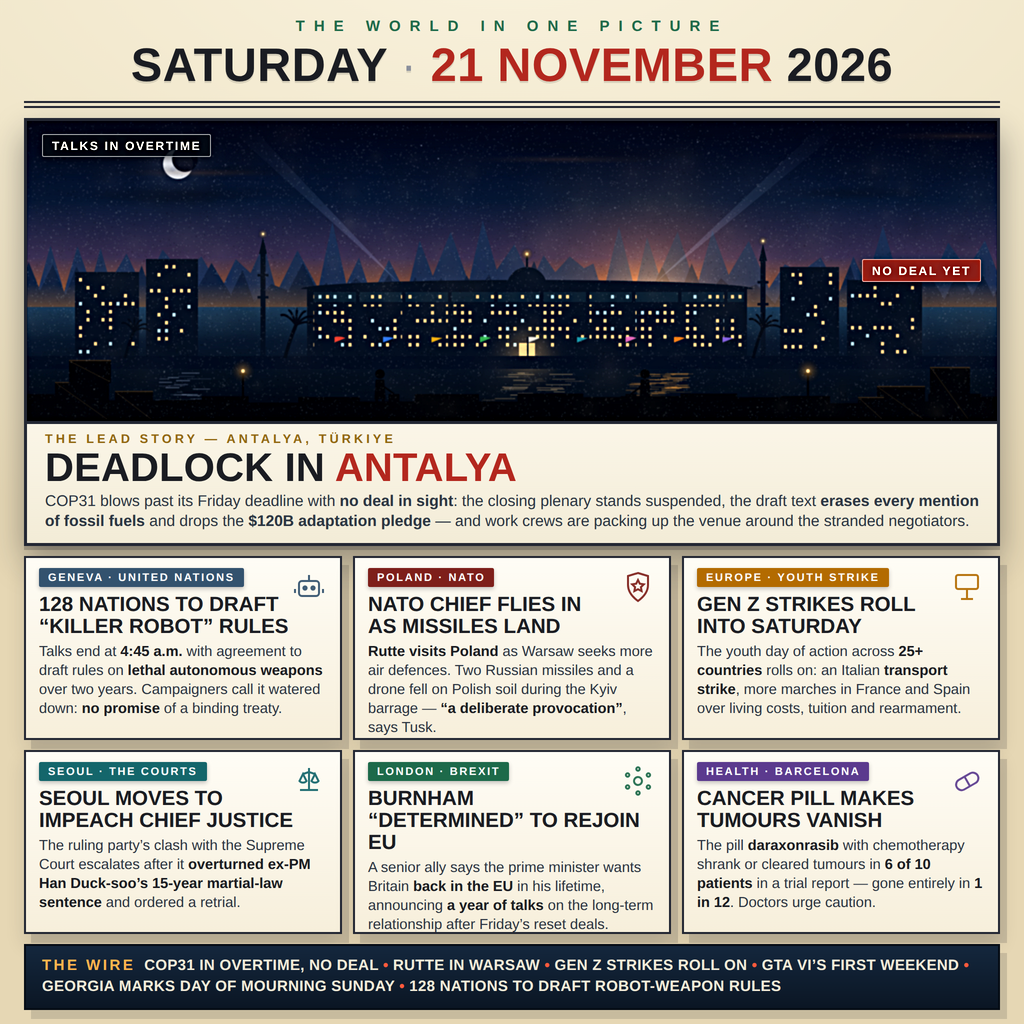 THE WORLD IN ONE PICTURE
SATURDAY · 21 NOVEMBER 2026
TALKS IN OVERTIME
NO DEAL YET
THE LEAD STORY — ANTALYA, TÜRKIYE
DEADLOCK IN ANTALYA
COP31 blows past its Friday deadline with no deal in sight: the closing plenary stands suspended, the draft text erases every mention
of fossil fuels and drops the $120B adaptation pledge — and work crews are packing up the venue around the stranded negotiators.
GENEVA · UNITED NATIONS
128 NATIONS TO DRAFT
“KILLER ROBOT” RULES
Talks end at 4:45 a.m. with agreement to
draft rules on lethal autonomous weapons
over two years. Campaigners call it watered
down: no promise of a binding treaty.
POLAND · NATO
NATO CHIEF FLIES IN
AS MISSILES LAND
Rutte visits Poland as Warsaw seeks more
air defences. Two Russian missiles and a
drone fell on Polish soil during the Kyiv
barrage — “a deliberate provocation”,
says Tusk.
EUROPE · YOUTH STRIKE
GEN Z STRIKES ROLL
INTO SATURDAY
The youth day of action across 25+
countries rolls on: an Italian transport
strike, more marches in France and Spain
over living costs, tuition and rearmament.
SEOUL · THE COURTS
SEOUL MOVES TO
IMPEACH CHIEF JUSTICE
The ruling party’s clash with the Supreme
Court escalates after it overturned ex-PM
Han Duck-soo’s 15-year martial-law
sentence and ordered a retrial.
LONDON · BREXIT
BURNHAM
“DETERMINED” TO REJOIN
EU
A senior ally says the prime minister wants
Britain back in the EU in his lifetime,
announcing a year of talks on the long-term
relationship after Friday’s reset deals.
HEALTH · BARCELONA
CANCER PILL MAKES
TUMOURS VANISH
The pill daraxonrasib with chemotherapy
shrank or cleared tumours in 6 of 10
patients in a trial report — gone entirely in 1
in 12. Doctors urge caution.
THE WIRE COP31 IN OVERTIME, NO DEAL • RUTTE IN WARSAW • GEN Z STRIKES ROLL ON • GTA VI’S FIRST WEEKEND •
GEORGIA MARKS DAY OF MOURNING SUNDAY • 128 NATIONS TO DRAFT ROBOT-WEAPON RULES